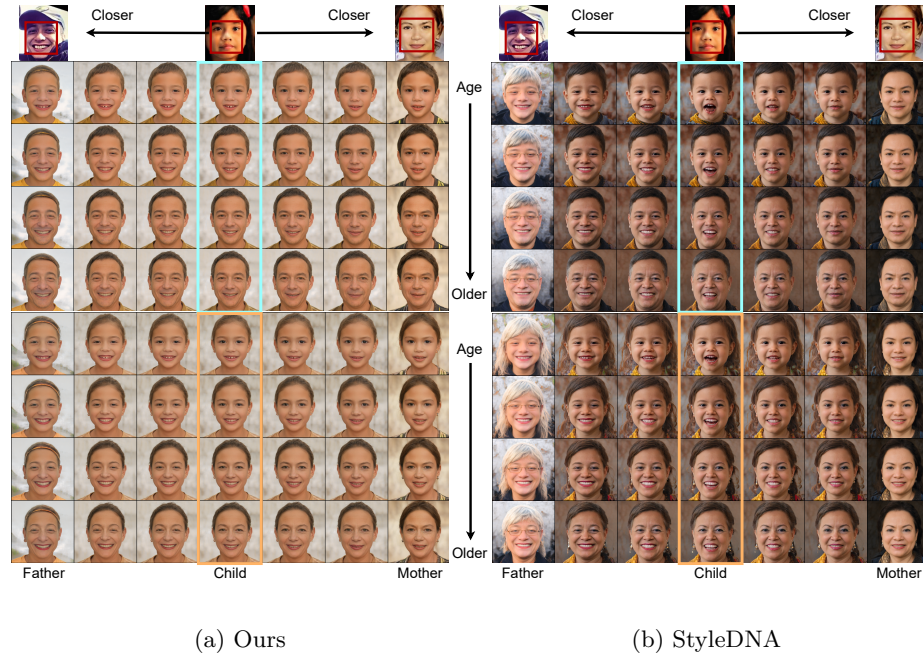 Closer
Closer
Closer
Closer
Age
Older
Age
Older
Father
Child
Mother
Father
Child
Mother
(a) Ours
(b) StyleDNA